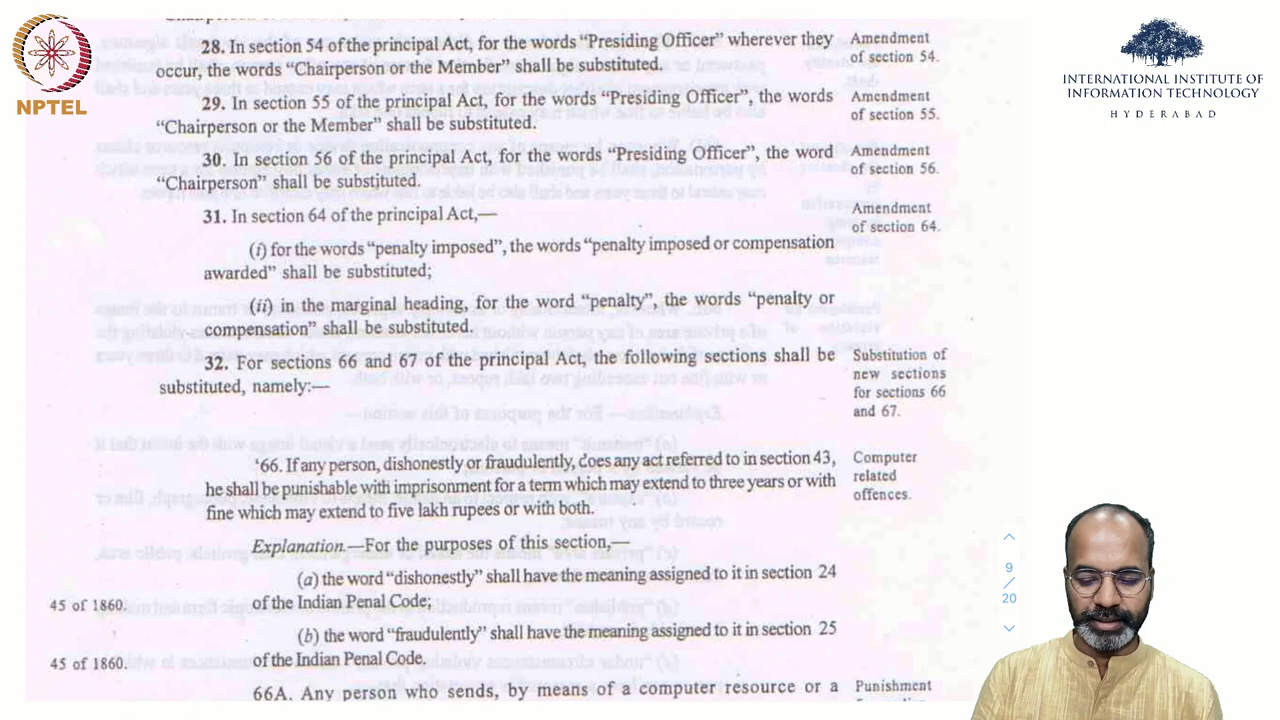 NPTEL
INTERNATIONAL INSTITUTE OF
INFORMATION TECHNOLOGY
HYDERABAD
28. In section 54 of the principal Act, for the words “Presiding Officer” wherever they
occur, the words “Chairperson or the Member” shall be substituted.
Amendment
of section 54.
29. In section 55 of the principal Act, for the words “Presiding Officer”, the words
“Chairperson or the Member” shall be substituted.
Amendment
of section 55.
30. In section 56 of the principal Act, for the words “Presiding Officer”, the word
“Chairperson” shall be substituted.
Amendment
of section 56.
31. In section 64 of the principal Act,—
Amendment
of section 64.
(i) for the words “penalty imposed”, the words “penalty imposed or compensation
awarded” shall be substituted;
(ii) in the marginal heading, for the word “penalty”, the words “penalty or
compensation” shall be substituted.
32. For sections 66 and 67 of the principal Act, the following sections shall be
substituted, namely:—
Substitution of
new sections
for sections 66
and 67.
‘66. If any person, dishonestly or fraudulently, does any act referred to in section 43,
he shall be punishable with imprisonment for a term which may extend to three years or with
fine which may extend to five lakh rupees or with both.
Computer
related
offences.
Explanation.—For the purposes of this section,—
(a) the word “dishonestly” shall have the meaning assigned to it in section 24
of the Indian Penal Code;
45 of 1860.
(b) the word “fraudulently” shall have the meaning assigned to it in section 25
of the Indian Penal Code.
45 of 1860.
66A. Any person who sends, by means of a computer resource or a
Punishment
9
/
20